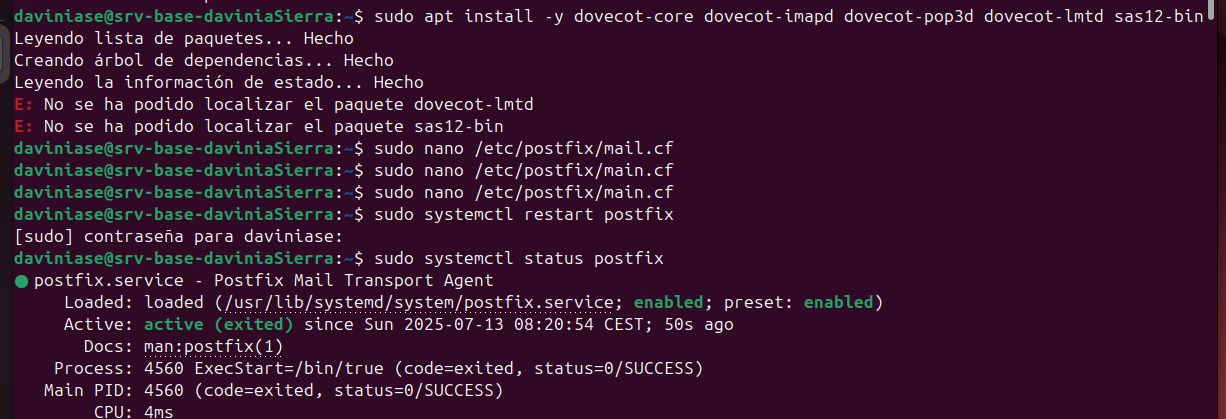 daviniase@srv-base-daviniaSierra:~$ sudo apt install -y dovecot-core dovecot-imapd dovecot-pop3d dovecot-lmtd sas12-bin
Leyendo lista de paquetes... Hecho
Creando árbol de dependencias... Hecho
Leyendo la información de estado... Hecho
E: No se ha podido localizar el paquete dovecot-lmtd
E: No se ha podido localizar el paquete sas12-bin
daviniase@srv-base-daviniaSierra:~$ sudo nano /etc/postfix/mail.cf
daviniase@srv-base-daviniaSierra:~$ sudo nano /etc/postfix/main.cf
daviniase@srv-base-daviniaSierra:~$ sudo nano /etc/postfix/main.cf
daviniase@srv-base-daviniaSierra:~$ sudo systemctl restart postfix
[sudo] contraseña para daviniase:
daviniase@srv-base-daviniaSierra:~$ sudo systemctl status postfix
● postfix.service - Postfix Mail Transport Agent
Loaded: loaded (/usr/lib/systemd/system/postfix.service; enabled; preset: enabled)
Active: active (exited) since Sun 2025-07-13 08:20:54 CEST; 50s ago
Docs: man:postfix(1)
Process: 4560 ExecStart=/bin/true (code=exited, status=0/SUCCESS)
Main PID: 4560 (code=exited, status=0/SUCCESS)
CPU: 4ms